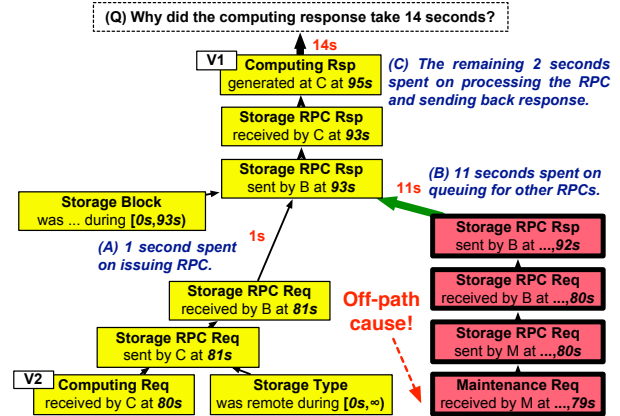 (Q) Why did the computing response take 14 seconds?
14s
V1
Computing Rsp
generated at C at 95s
(C) The remaining 2 seconds
spent on processing the RPC
and sending back response.
Storage RPC Rsp
received by C at 93s
Storage RPC Rsp
sent by B at 93s
(B) 11 seconds spent on
queuing for other RPCs.
11s
Storage Block
was ... during [0s,93s)
Storage RPC Rsp
sent by B at ...,92s
(A) 1 second spent
on issuing RPC.
1s
Storage RPC Req
received by B at 81s
Storage RPC Req
received by B at ...,80s
Off-path
cause!
Storage RPC Req
sent by C at 81s
Storage RPC Req
sent by M at ...,80s
V2
Computing Req
received by C at 80s
Storage Type
was remote during [0s,∞)
Maintenance Req
received by M at ...,79s